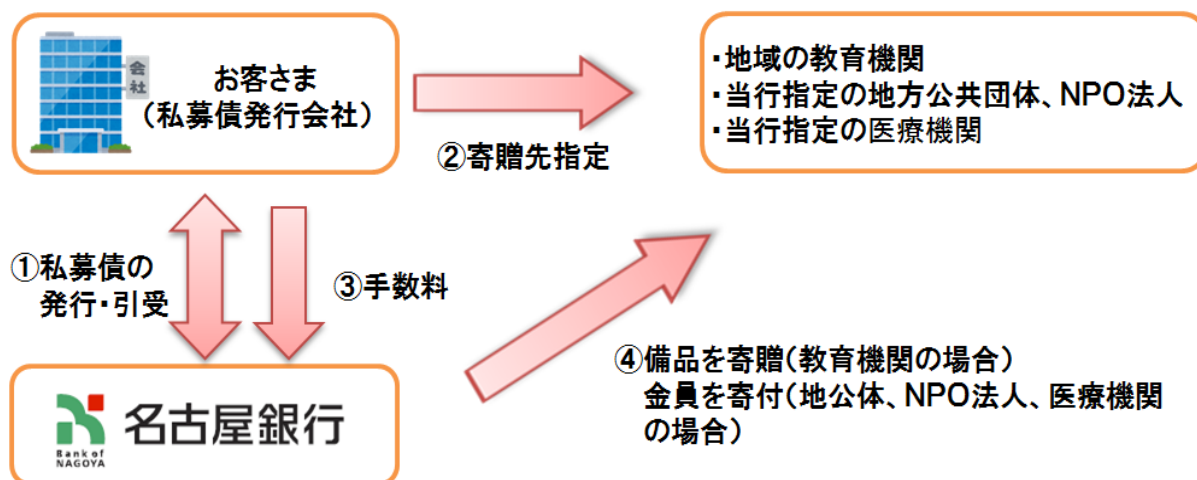 会社
お客さま
（私募債発行会社）
②寄贈先指定
・地域の教育機関
・当行指定の地方公共団体、NPO法人
・当行指定の医療機関
①私募債の
発行・引受
③手数料
④備品を寄贈（教育機関の場合）
金員を寄付（地公体、NPO法人、医療機関
の場合）
名古屋銀行
Bank of
NAGOYA